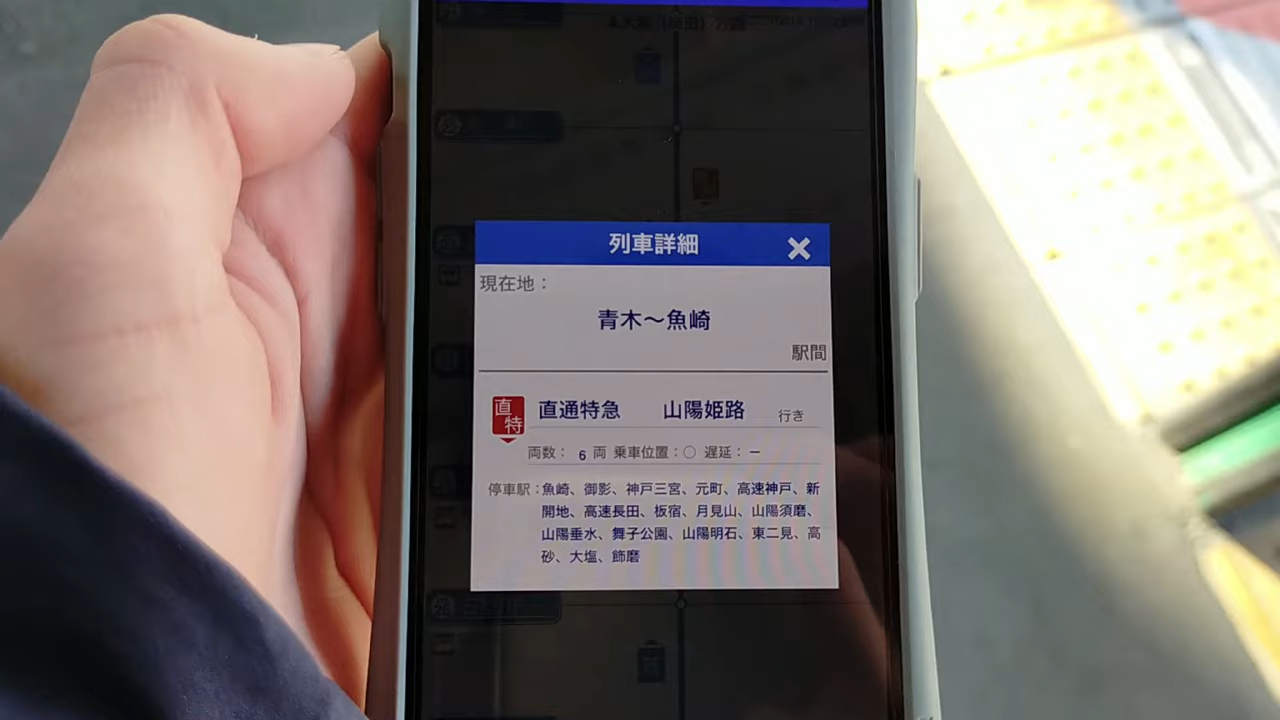 列車詳細
現在地：
青木～魚崎
駅間
直特
直通特急 山陽姫路 行き
両数： 6 両 乗車位置：○ 遅延：ー
停車駅：魚崎、御影、神戸三宮、元町、高速神戸、新
開地、高速長田、板宿、月見山、山陽須磨、
山陽垂水、舞子公園、山陽明石、東二見、高
砂、大塩、飾磨